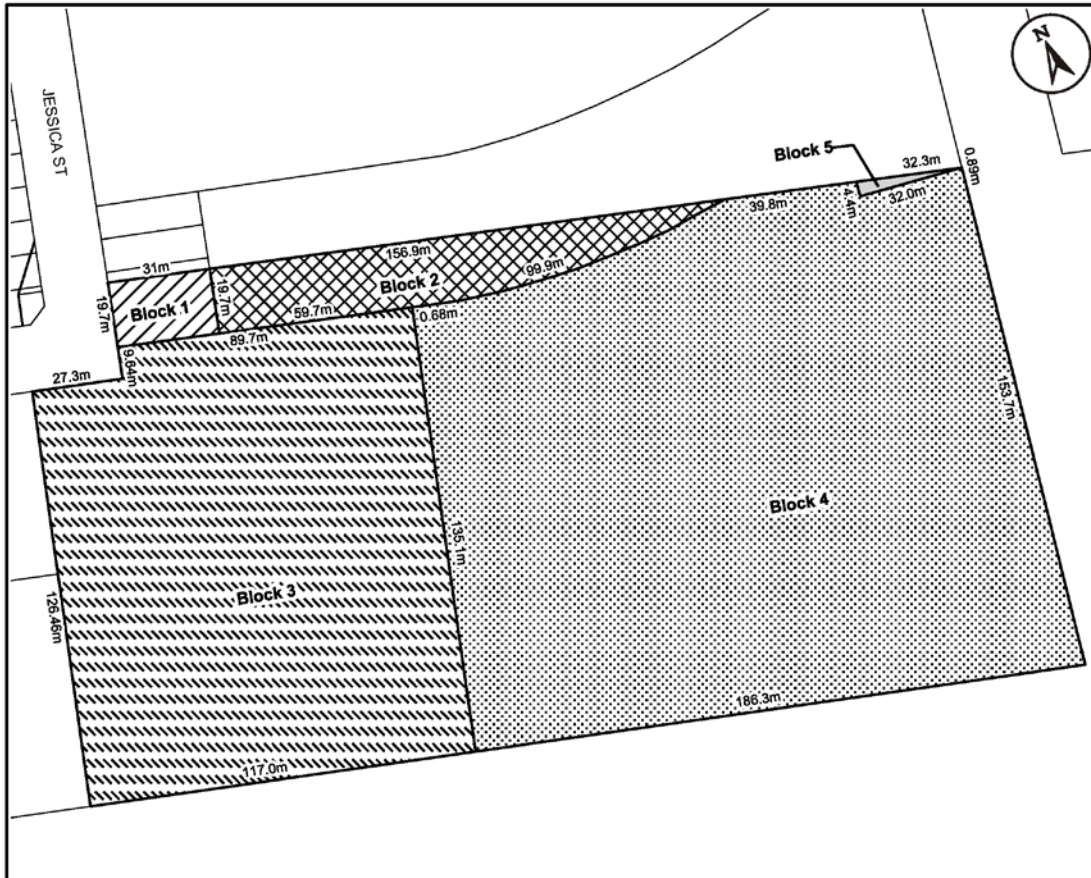 N
JESSICA ST
Block 5
32.3m
0.89m
4.4m
32.0m
39.8m
31m
156.9m
Block 2
99.9m
19.7m
Block 1
19.7m
59.7m
0.68m
89.7m
9.64m
27.3m
153.7m
Block 4
135.1m
Block 3
126.46m
186.3m
117.0m